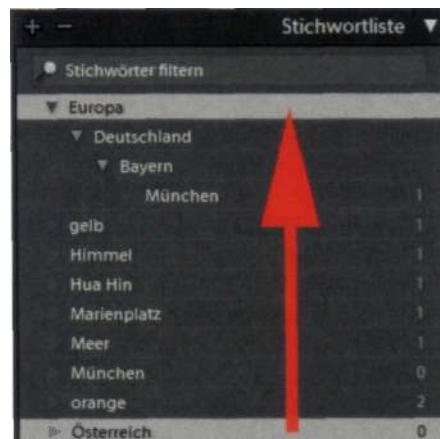 + − Stichwortliste ▼
Stichwörter filtern
▼ Europa
▼ Deutschland
▼ Bayern
München 1
gelb 1
Himmel 1
Hua Hin 1
Marienplatz 1
Meer 1
München 0
orange 2
Österreich 0